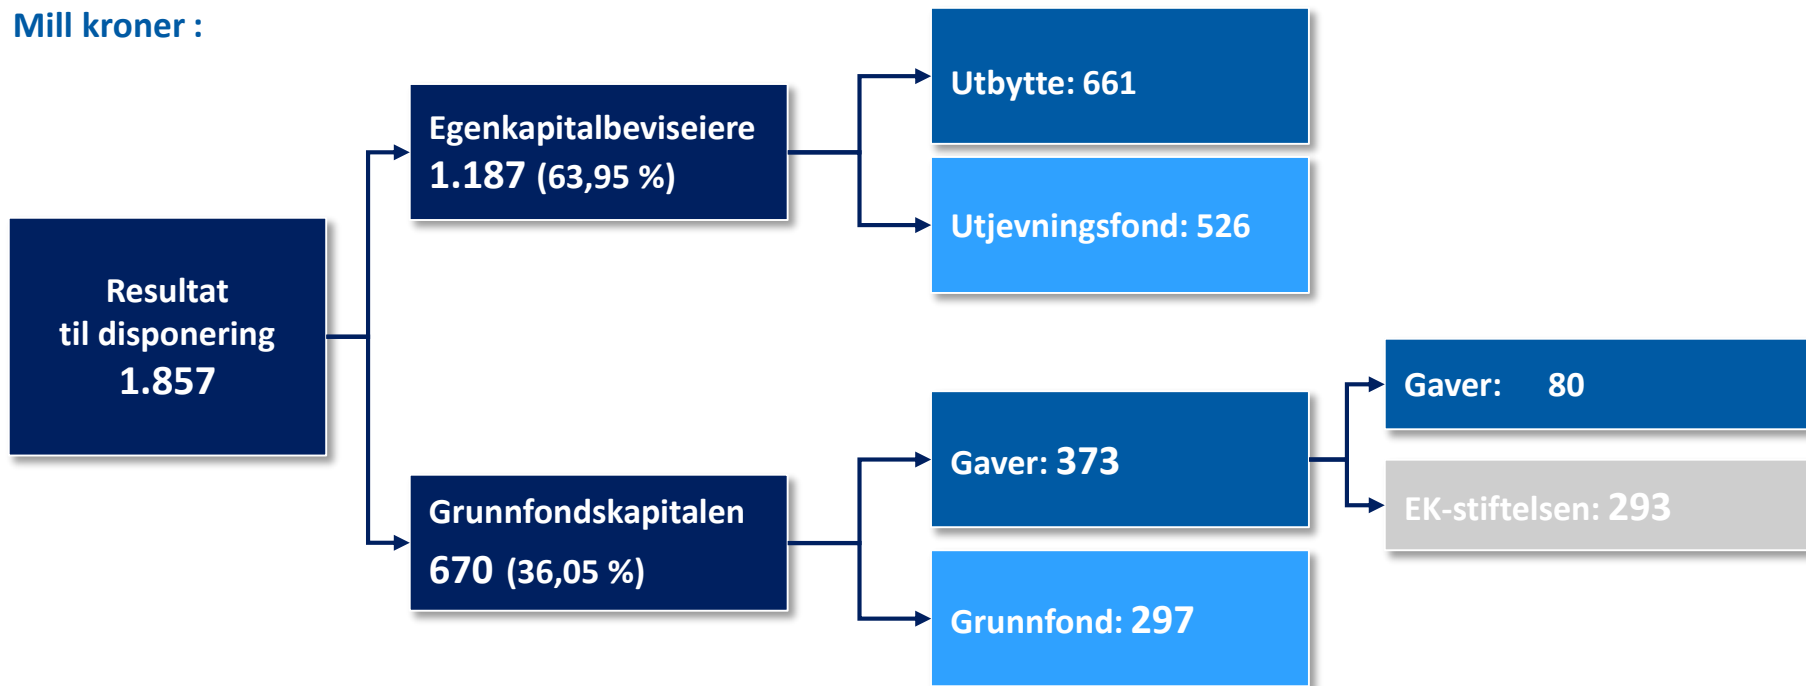 Mill kroner :
Resultat
til disponering
1.857
Egenkapitalbeviseiere
1.187 (63,95 %)
Grunnfondskapitalen
670 (36,05 %)
Utbytte: 661
Utjevningsfond: 526
Gaver: 373
Grunnfond: 297
Gaver: 80
EK-stiftelsen: 293